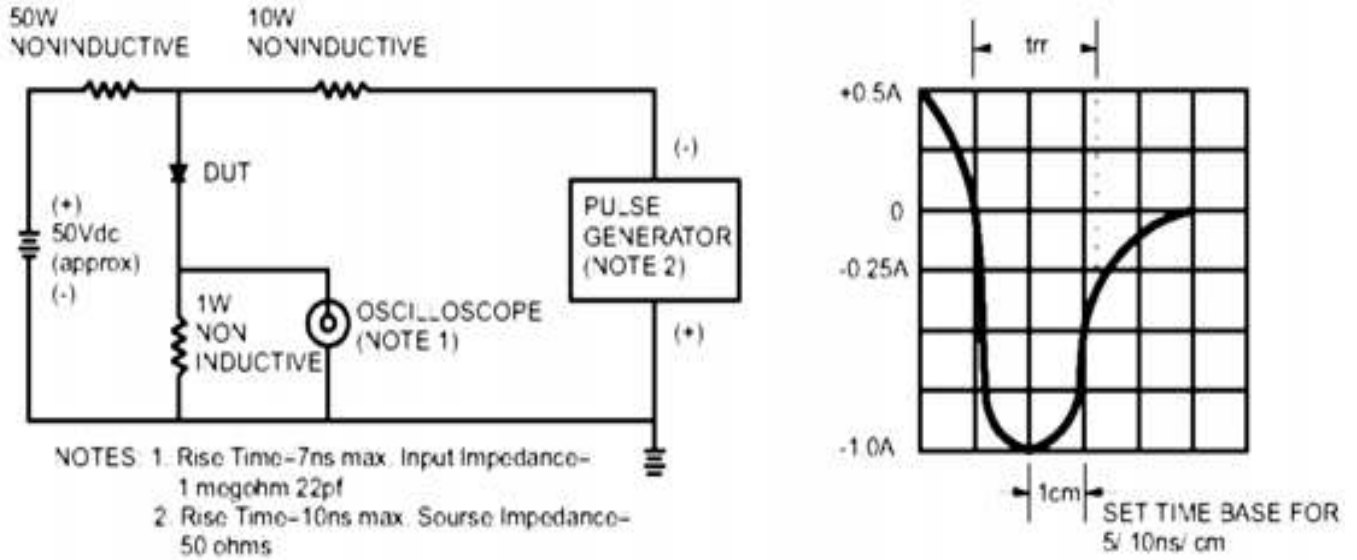 50W
NONINDUCTIVE
10W
NONINDUCTIVE
DUT
(+)
50Vdc
(approx)
(-)
1W
NON
INDUCTIVE
OSCILLOSCOPE
(NOTE 1)
(-)
PULSE
GENERATOR
(NOTE 2)
(+)
NOTES: 1. Rise Time-7ns max. Input Impedance-
1 megohm 22pf
2. Rise Time-10ns max. Sourse Impedance-
50 ohms
trr
+0.5A
0
-0.25A
-1.0A
1cm
SET TIME BASE FOR
5/ 10ns/ cm